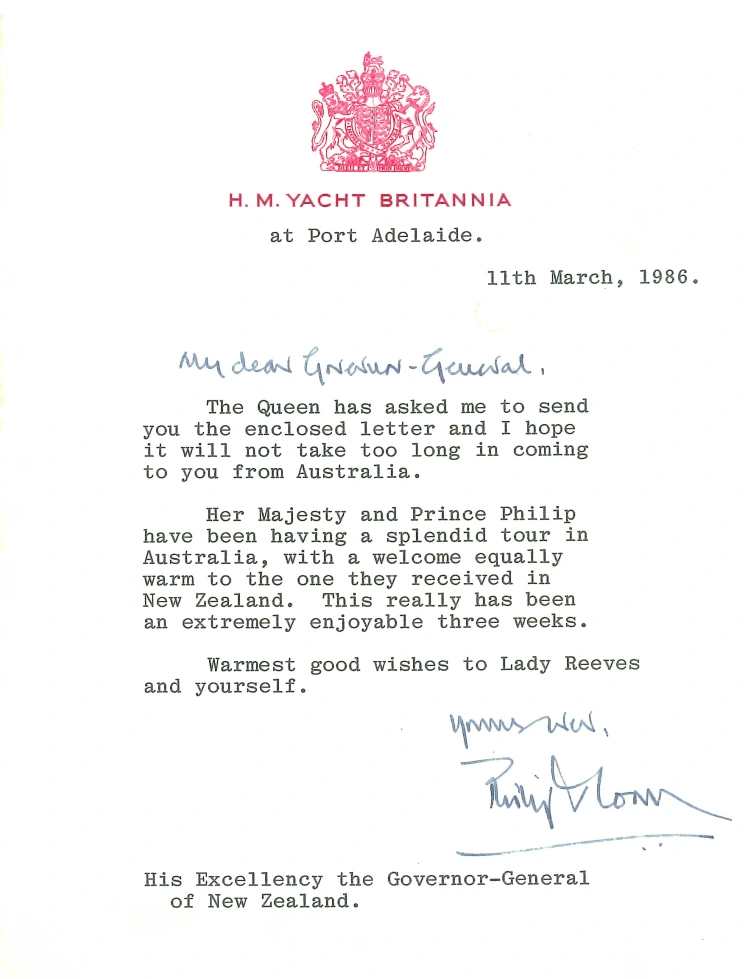 H. M. YACHT BRITANNIA
at Port Adelaide.
11th March, 1986.
My dear Governor-General,
The Queen has asked me to send
you the enclosed letter and I hope
it will not take too long in coming
to you from Australia.
Her Majesty and Prince Philip
have been having a splendid tour in
Australia, with a welcome equally
warm to the one they received in
New Zealand.  This really has been
an extremely enjoyable three weeks.
Warmest good wishes to Lady Reeves
and yourself.
Yours ever,
Philip Moore
His Excellency the Governor-General
of New Zealand.